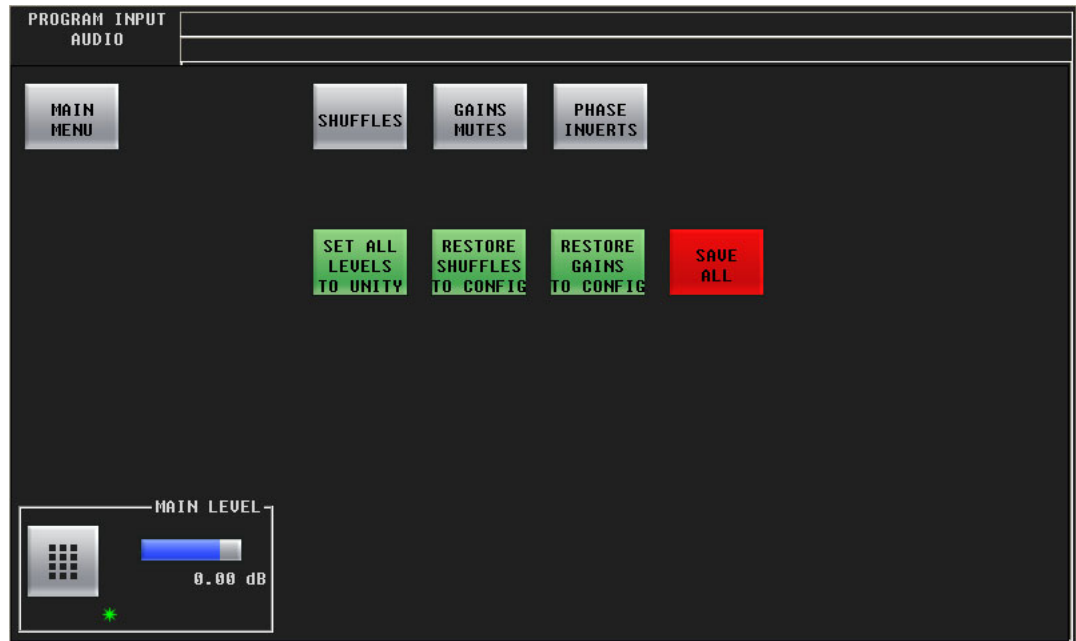 PROGRAM INPUT
AUDIO
MAIN
MENU
SHUFFLES
GAINS
MUTES
PHASE
INVERTS
SET ALL
LEVELS
TO UNITY
RESTORE
SHUFFLES
TO CONFIG
RESTORE
GAINS
TO CONFIG
SAVE
ALL
MAIN LEVEL
0.00 dB